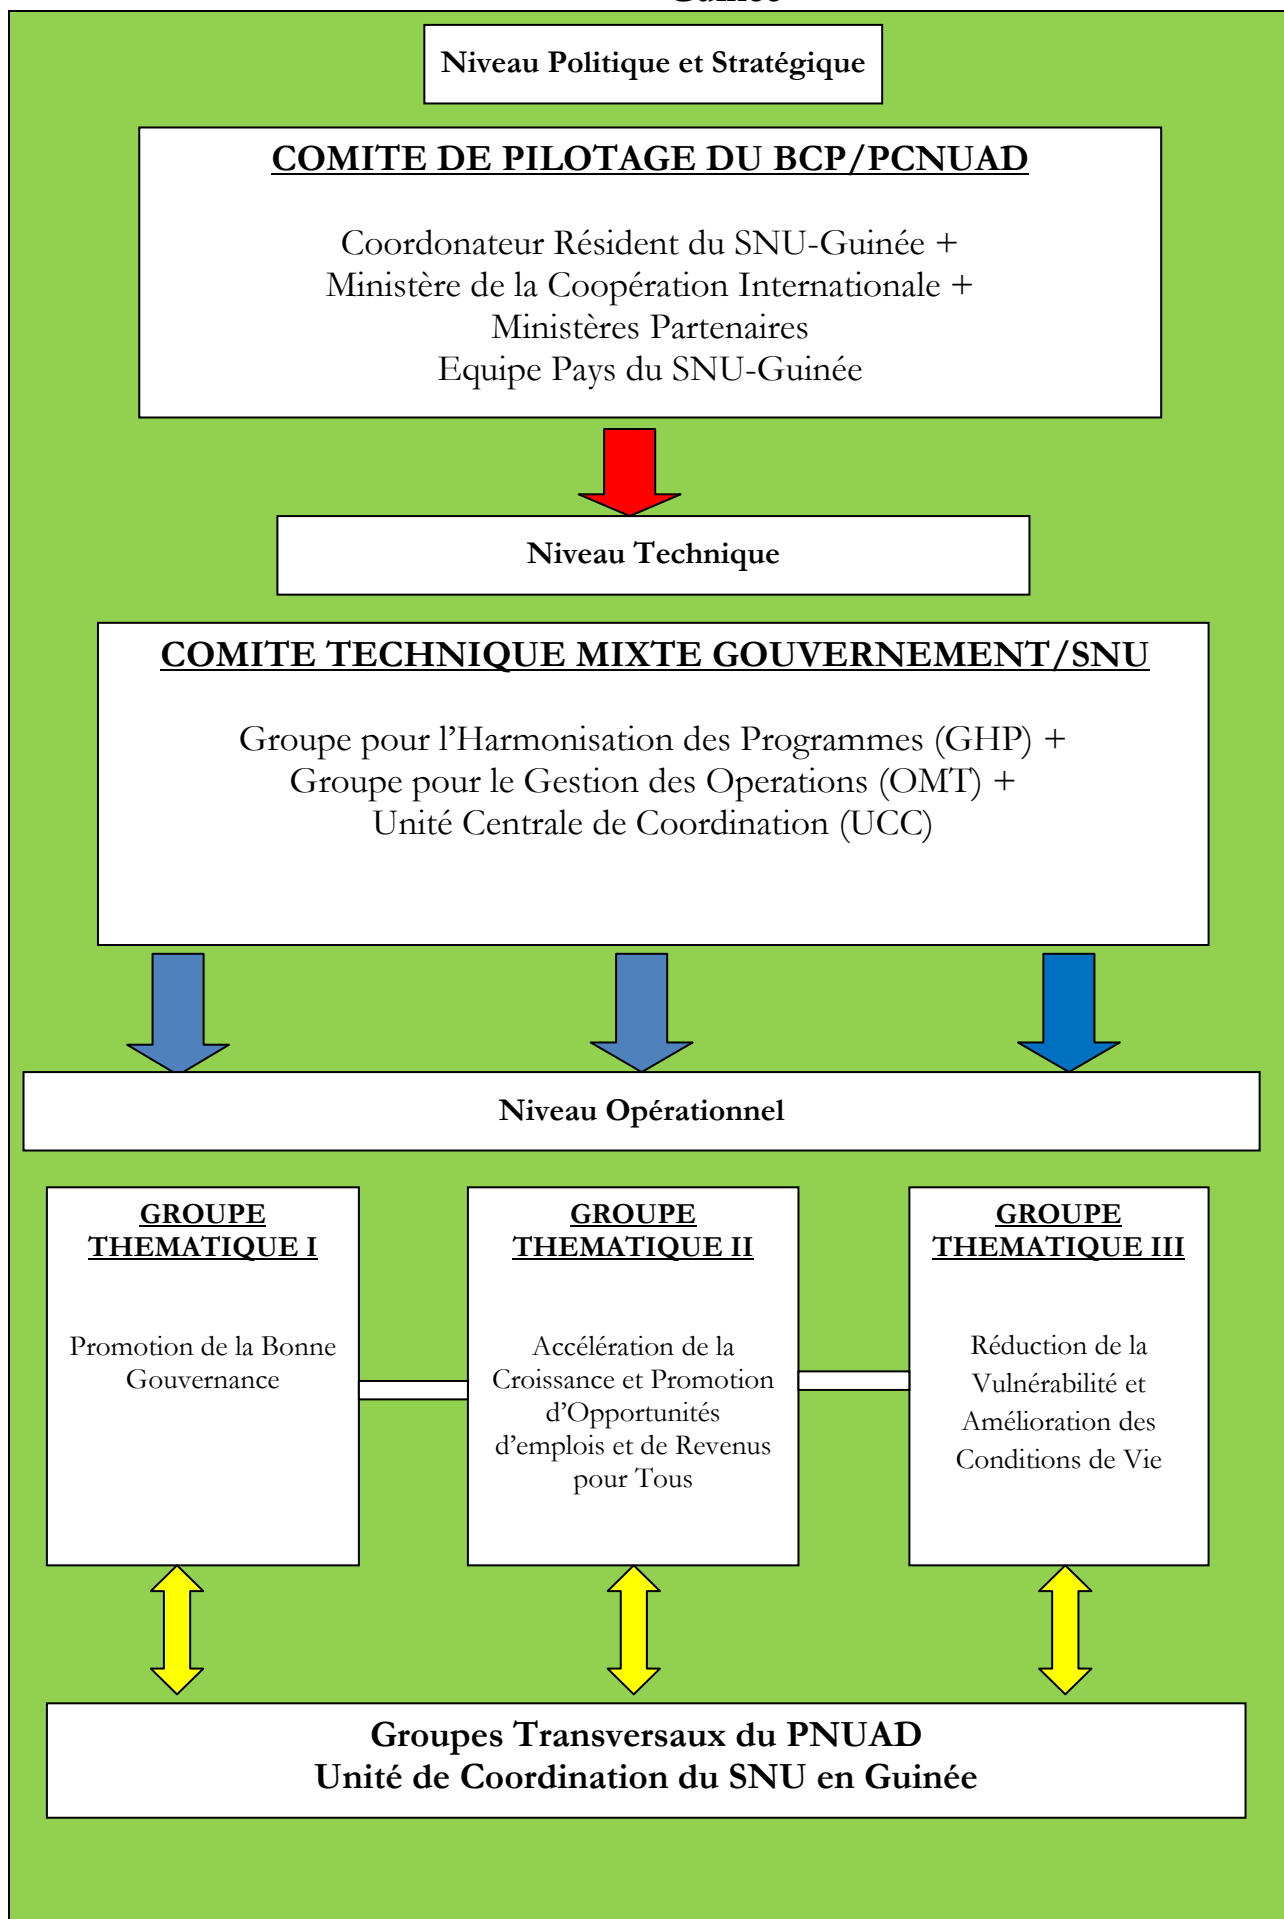 Niveau Politique et Stratégique
COMITE DE PILOTAGE DU BCP/PCNUAD
Coordonateur Résident du SNU-Guinée +
Ministère de la Coopération Internationale +
Ministères Partenaires
Equipe Pays du SNU-Guinée
Niveau Technique
COMITE TECHNIQUE MIXTE GOUVERNEMENT/SNU
Groupe pour l’Harmonisation des Programmes (GHP) +
Groupe pour le Gestion des Operations (OMT) +
Unité Centrale de Coordination (UCC)
Niveau Opérationnel
GROUPE
THEMATIQUE I
Promotion de la Bonne
Gouvernance
GROUPE
THEMATIQUE II
Accélération de la
Croissance et Promotion
d’Opportunités
d’emplois et de Revenus
pour Tous
GROUPE
THEMATIQUE III
Réduction de la
Vulnérabilité et
Amélioration des
Conditions de Vie
Groupes Transversaux du PNUAD
Unité de Coordination du SNU en Guinée